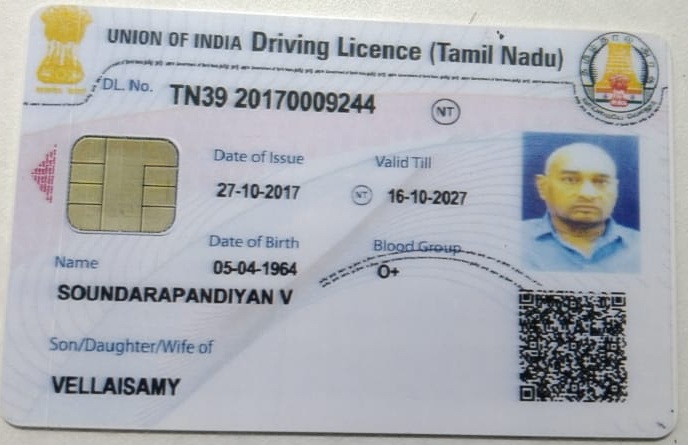 UNION OF INDIA Driving Licence (Tamil Nadu)
DL. No. TN39 20170009244 NT
Date of Issue Valid Till
27-10-2017 NT 16-10-2027
Date of Birth Blood Group
05-04-1964 O+
Name
SOUNDARAPANDIYAN V
Son/Daughter/Wife of
VELLAISAMY